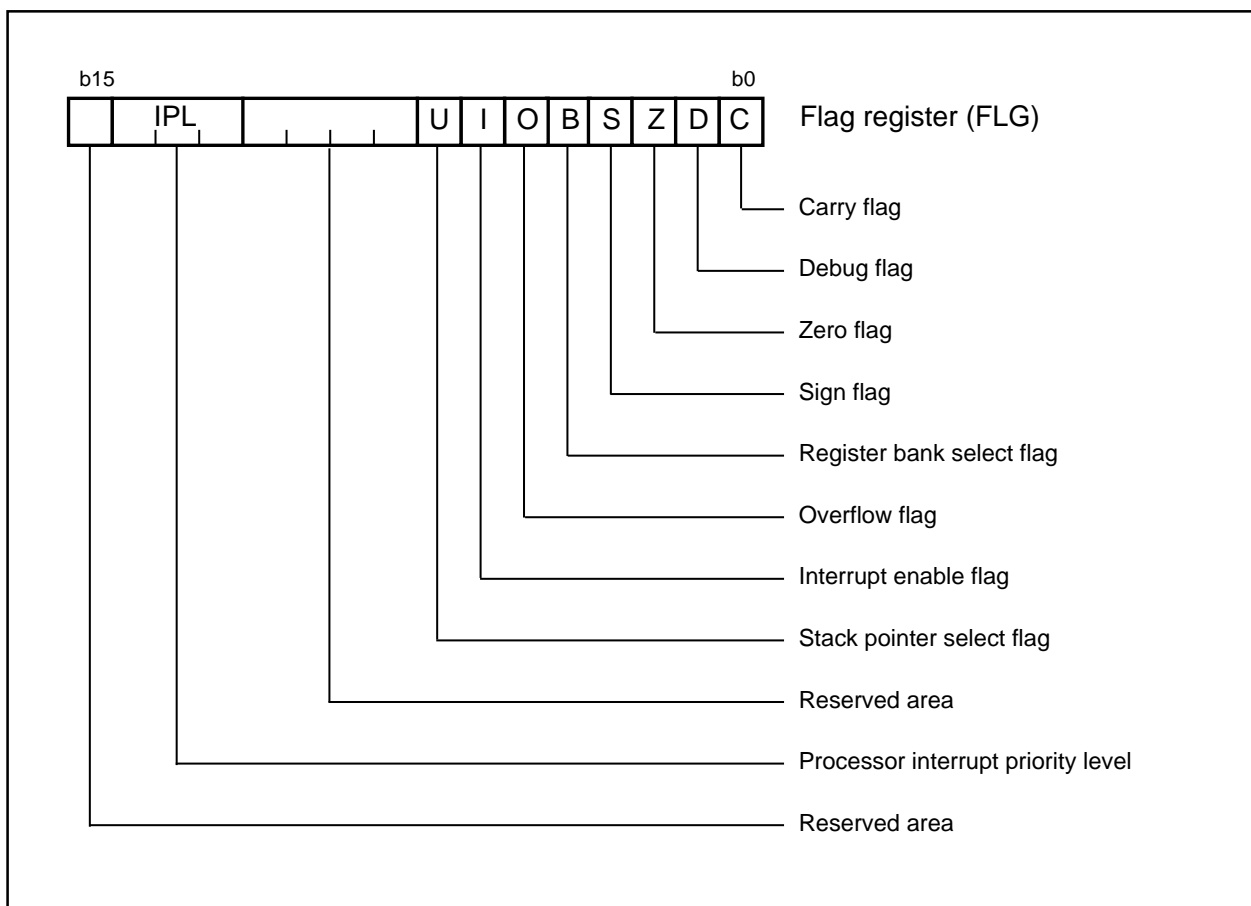 b15 b0
IPL U I O B S Z D C Flag register (FLG)
Carry flag
Debug flag
Zero flag
Sign flag
Register bank select flag
Overflow flag
Interrupt enable flag
Stack pointer select flag
Reserved area
Processor interrupt priority level
Reserved area